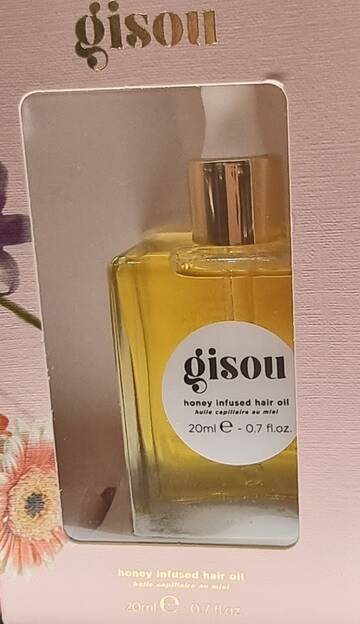 gisou
gisou
honey infused hair oil
huile capillaire au miel
20ml ℮ - 0.7 fl.oz.
honey infused hair oil
huile capillaire au miel
20ml ℮ - 0.7 fl.oz.